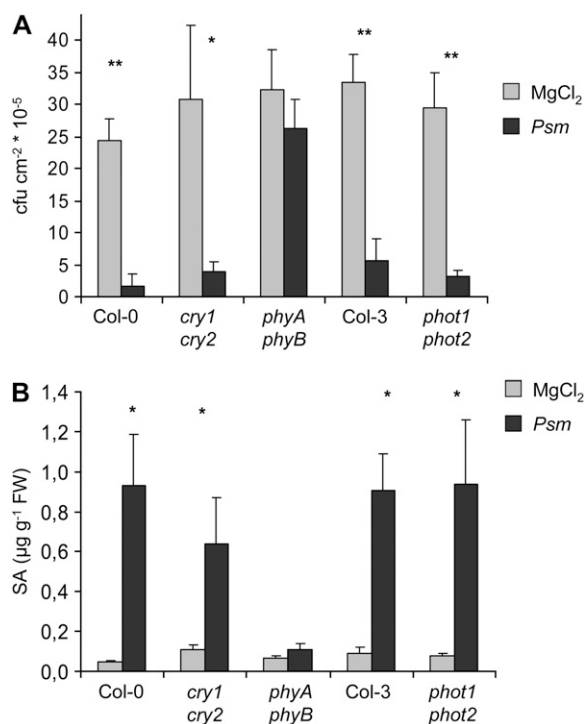 A
cfu cm-2 * 10-5
40
35
30
25
20
15
10
5
0
** * ** **
MgCl2
Psm
Col-0 cry1 cry2 phyA phyB Col-3 phot1 phot2
B
SA (µg g-1 FW)
1,4
1,2
1,0
0,8
0,6
0,4
0,2
0,0
* * * *
MgCl2
Psm
Col-0 cry1 cry2 phyA phyB Col-3 phot1 phot2